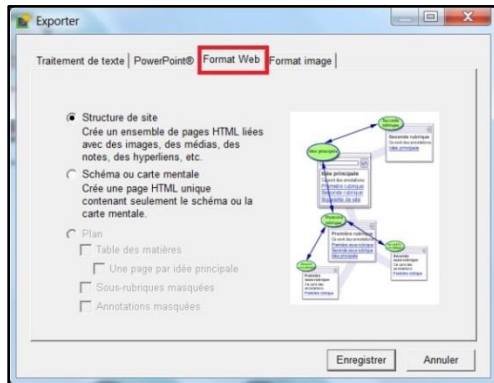 Exporter
Traitement de texte
PowerPoint®
Format Web
Format image
Structure de site
Crée un ensemble de pages HTML liées
avec des images, des médias, des
notes, des hyperliens, etc.
Schéma ou carte mentale
Crée une page HTML unique
contenant seulement le schéma ou la
carte mentale.
Plan
Table des matières
Une page par idée principale
Sous-rubriques masquées
Annotations masquées
Idée principale
Première rubrique
Enregistrer
Annuler